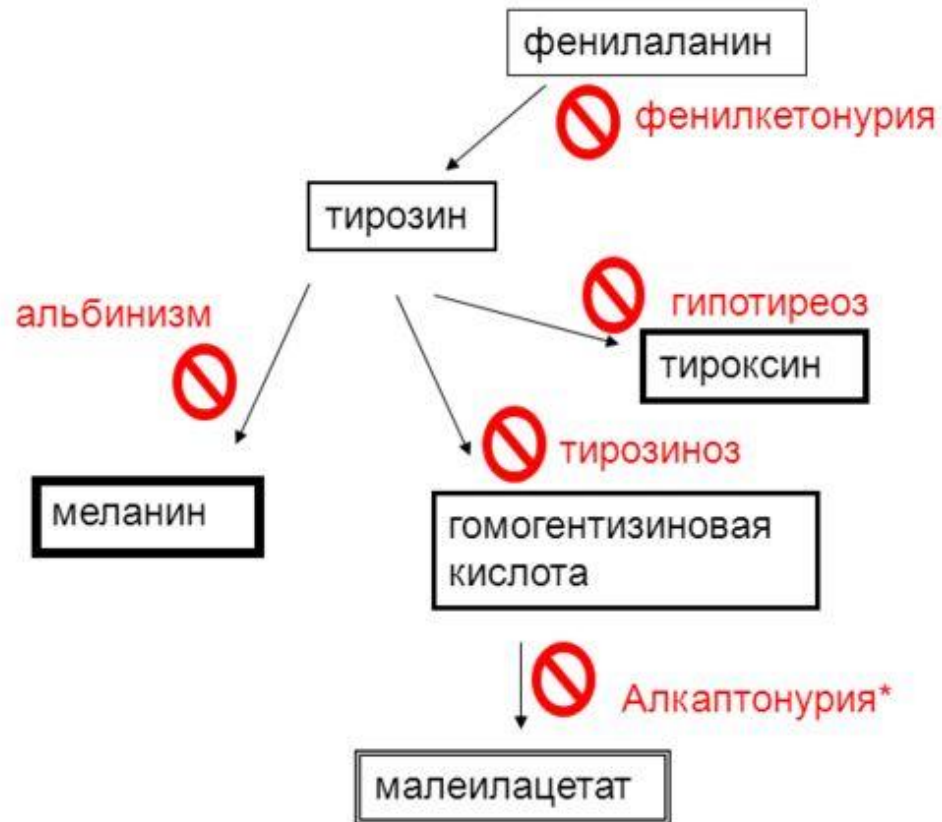 фенилаланин
фенилкетонурия
тирозин
альбинизм
гипотиреоз
тироксин
тирозиноз
меланин
гомогентизиновая
кислота
Алкаптонурия*
малеилацетат